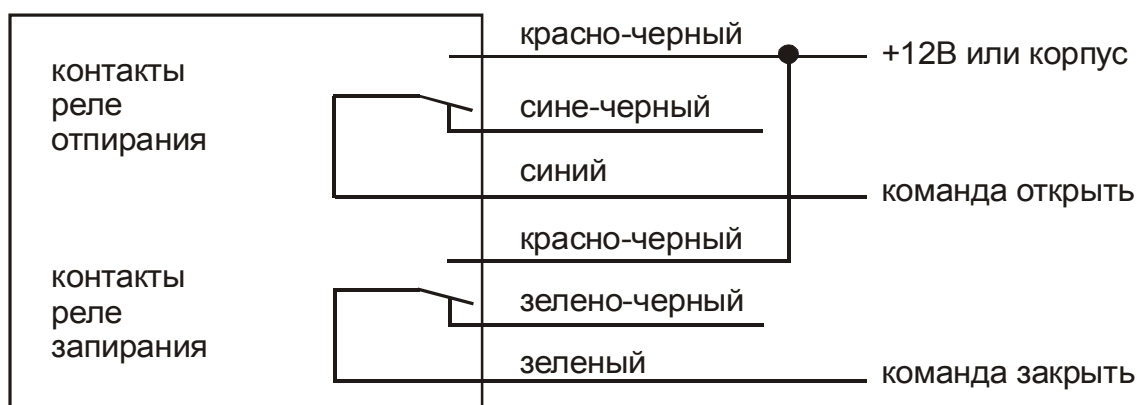 красно-черный
+12В или корпус
контакты
реле
отпирания
сине-черный
синий
команда открыть
красно-черный
контакты
реле
запирания
зелено-черный
зеленый
команда закрыть